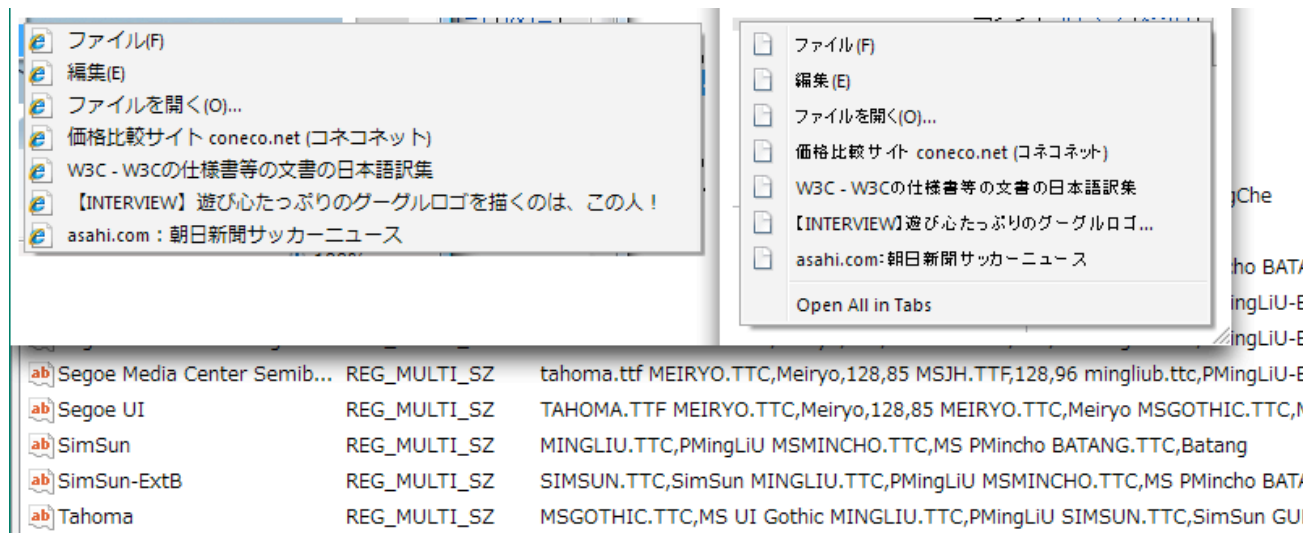 ファイル(F)
編集(E)
ファイルを開く(O)...
価格比較サイト coneco.net (コネコネット)
W3C - W3Cの仕様書等の文書の日本語訳集
【INTERVIEW】遊び心たっぷりのグーグルロゴを描くのは、この人！
asahi.com：朝日新聞サッカーニュース
ファイル(F)
編集(E)
ファイルを開く(O)...
価格比較サイト coneco.net (コネコネット)
W3C - W3Cの仕様書等の文書の日本語訳集
【INTERVIEW】遊び心たっぷりのグーグルロゴ...
asahi.com：朝日新聞サッカーニュース
Open All in Tabs
gChe
ho BATA
ingLiU-E
ingLiU-E
Segoe Media Center Semib... REG_MULTI_SZ tahoma.ttf MEIRYO.TTC,Meiryo,128,85 MSJH.TTF,128,96 mingliub.ttc,PMingLiU-E
Segoe UI REG_MULTI_SZ TAHOMA.TTF MEIRYO.TTC,Meiryo,128,85 MEIRYO.TTC,Meiryo MSGOTHIC.TTC,M
SimSun REG_MULTI_SZ MINGLIU.TTC,PMingLiU MSMINCHO.TTC,MS PMincho BATANG.TTC,Batang
SimSun-ExtB REG_MULTI_SZ SIMSUN.TTC,SimSun MINGLIU.TTC,PMingLiU MSMINCHO.TTC,MS PMincho BATA
Tahoma REG_MULTI_SZ MSGOTHIC.TTC,MS UI Gothic MINGLIU.TTC,PMingLiU SIMSUN.TTC,SimSun GUI